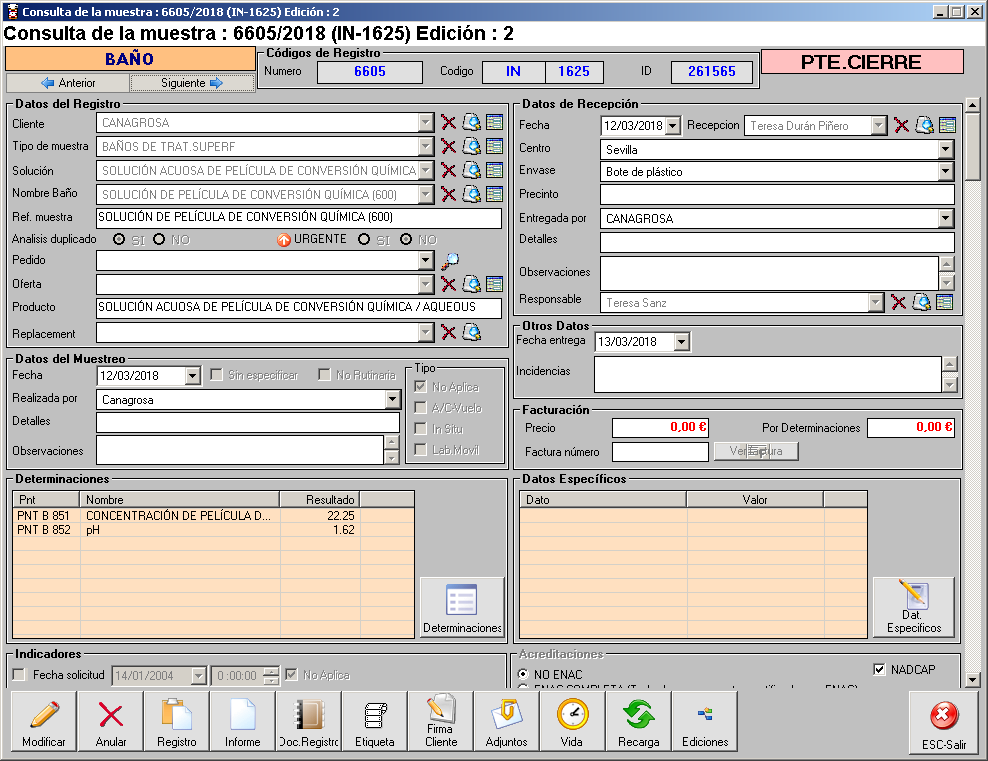 Consulta de la muestra : 6605/2018 (IN-1625) Edición : 2
Consulta de la muestra : 6605/2018 (IN-1625) Edición : 2
BAÑO
Anterior
Siguiente
Códigos de Registro
Numero 6605 Codigo IN 1625 ID 261565
PTE.CIERRE
Datos del Registro
Cliente CANAGROSA
Tipo de muestra BAÑOS DE TRAT.SUPERF
Solución SOLUCIÓN ACUOSA DE PELÍCULA DE CONVERSIÓN QUÍMICA
Nombre Baño SOLUCIÓN DE PELÍCULA DE CONVERSIÓN QUÍMICA (600)
Ref. muestra SOLUCIÓN DE PELÍCULA DE CONVERSIÓN QUÍMICA (600)
Analisis duplicado SI NO URGENTE SI NO
Pedido
Oferta
Producto SOLUCIÓN ACUOSA DE PELÍCULA DE CONVERSIÓN QUÍMICA / AQUEOUS
Replacement
Datos de Recepción
Fecha 12/03/2018 Recepcion Teresa Durán Piñero
Centro Sevilla
Envase Bote de plástico
Precinto
Entregada por CANAGROSA
Detalles
Observaciones
Responsable Teresa Sanz
Datos del Muestreo
Fecha 12/03/2018 Sin especificar No Rutinaria
Realizada por Canagrosa
Detalles
Observaciones
Tipo
No Aplica
A/C-Vuelo
In Situ
Lab.Movil
Otros Datos
Fecha entrega 13/03/2018
Incidencias
Facturación
Precio 0,00 € Por Determinaciones 0,00 €
Factura número
Determinaciones
Pnt Nombre Resultado
PNT B 851 CONCENTRACIÓN DE PELÍCULA D... 22.25
PNT B 852 pH 1.62
Determinaciones
Datos Específicos
Dato Valor
Dat.
Especificos
Indicadores
Fecha solicitud 14/01/2004 0:00:00 No Aplica
Acreditaciones
NO ENAC
NADCAP
Modificar
Anular
Registro
Informe
Doc.Registro
Etiqueta
Firma
Cliente
Adjuntos
Vida
Recarga
Ediciones
ESC-Salir